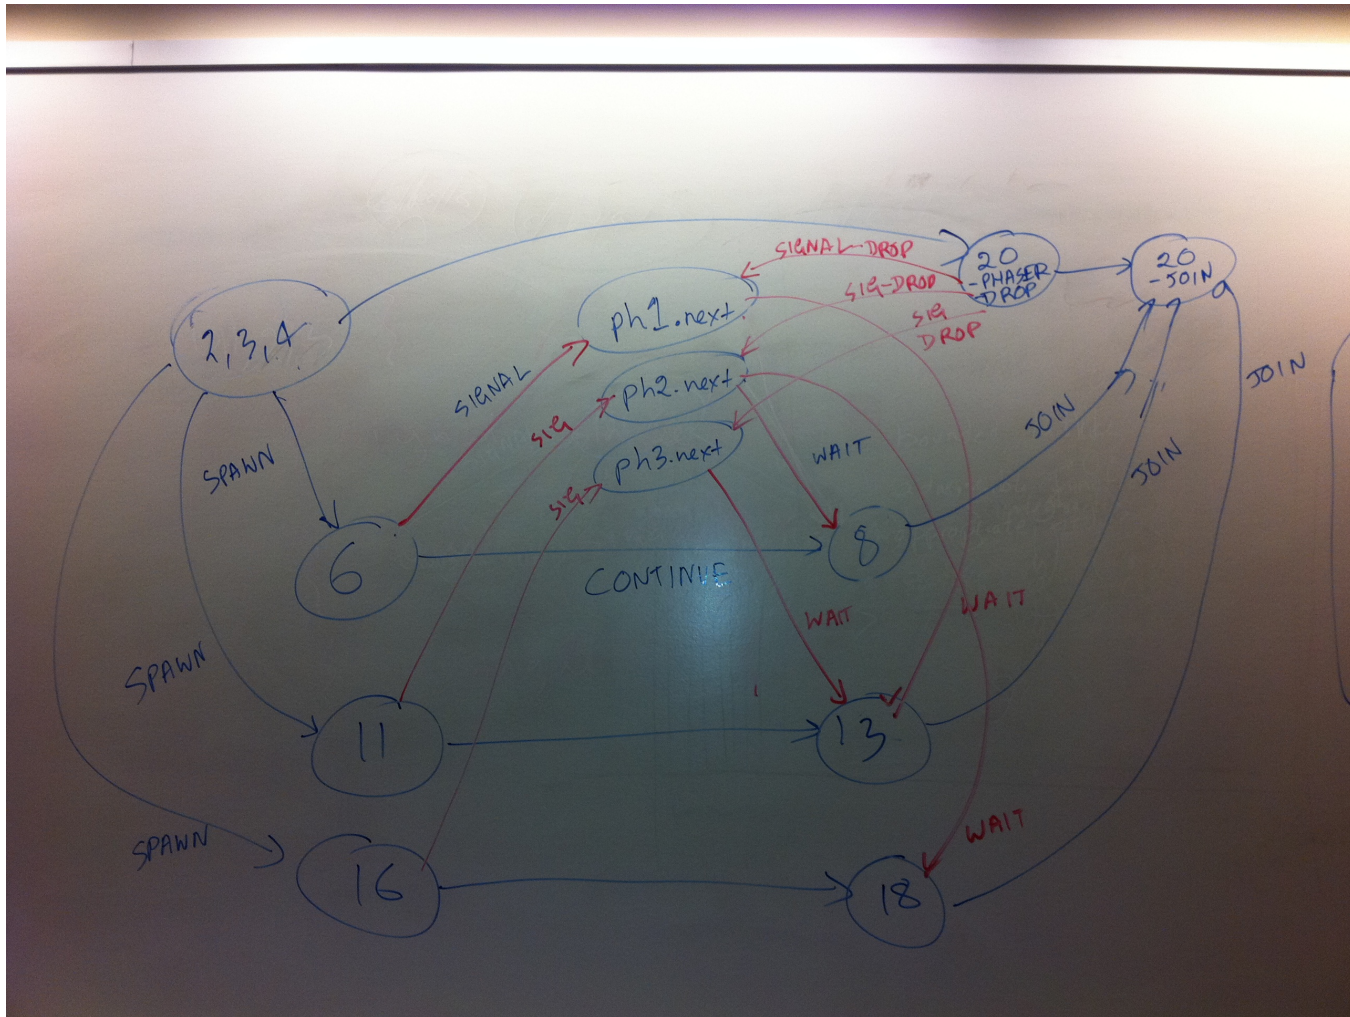 SIGNAL-DROP
20
-PHASER
DROP
20
-JOIN
SIG-DROP
ph1.next
SIG
DROP
2,3,4
SIGNAL
ph2.next
JOIN
SIG
JOIN
WAIT
ph3.next
SPAWN
JOIN
SIG
6
8
CONTINUE
WAIT
WAIT
SPAWN
11
13
SPAWN
16
18
WAIT